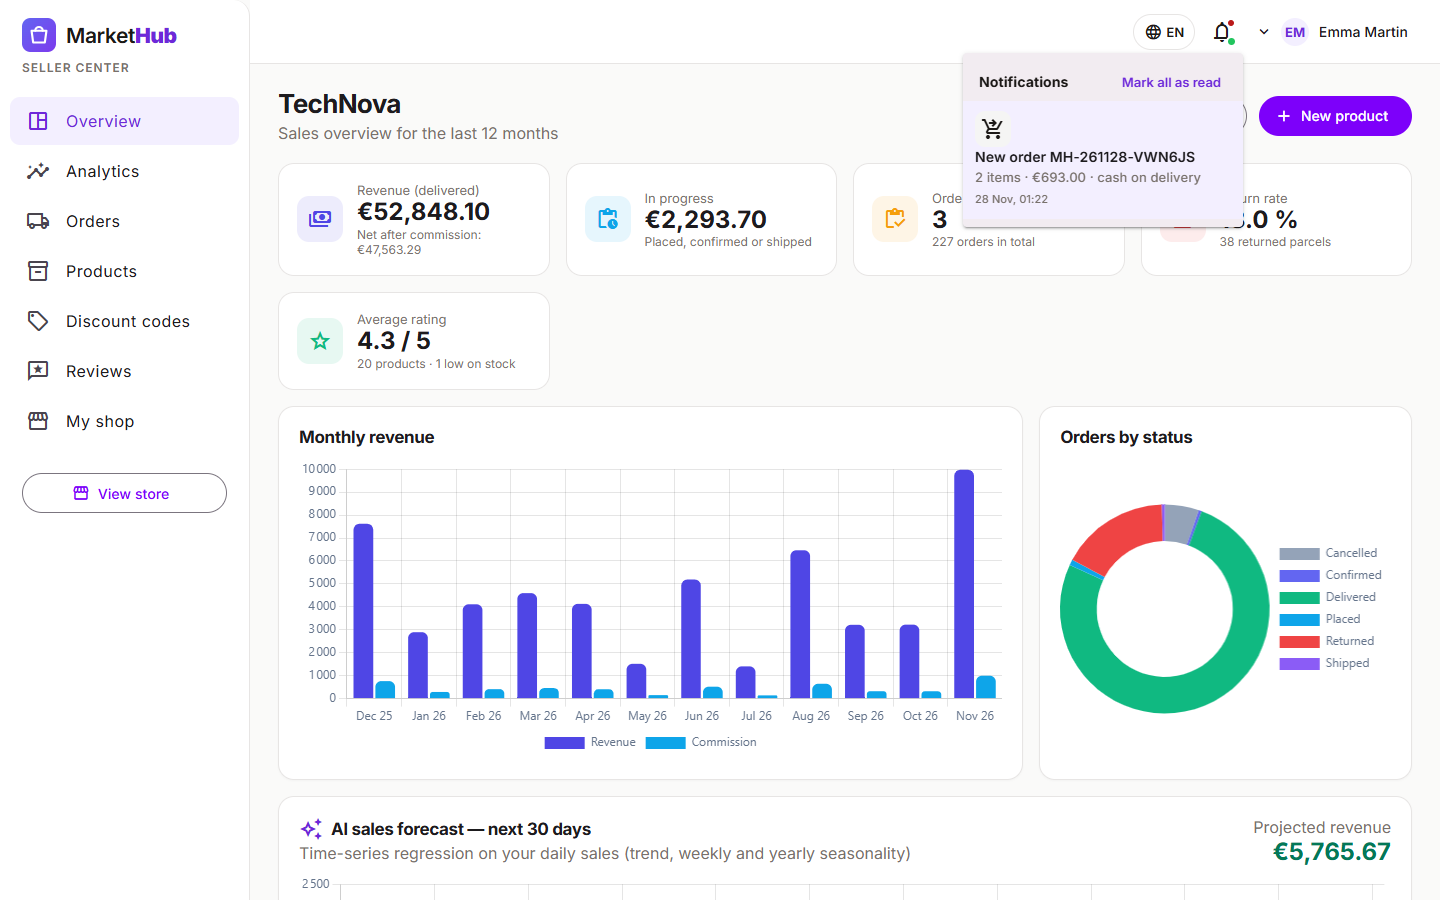 MarketHub
SELLER CENTER
Overview
Analytics
Orders
Products
Discount codes
Reviews
My shop
View store
EN
EM
Emma Martin
TechNova
Sales overview for the last 12 months
New product
Notifications
Mark all as read
New order MH-261128-VWN6JS
2 items · €693.00 · cash on delivery
28 Nov, 01:22
Revenue (delivered)
€52,848.10
Net after commission:
€47,563.29
In progress
€2,293.70
Placed, confirmed or shipped
3
227 orders in total
rate
.0 %
38 returned parcels
Average rating
4.3 / 5
20 products · 1 low on stock
Monthly revenue
10 000
9 000
8 000
7 000
6 000
5 000
4 000
3 000
2 000
1 000
0
Dec 25
Jan 26
Feb 26
Mar 26
Apr 26
May 26
Jun 26
Jul 26
Aug 26
Sep 26
Oct 26
Nov 26
Revenue
Commission
Orders by status
Cancelled
Confirmed
Delivered
Placed
Returned
Shipped
AI sales forecast — next 30 days
Time-series regression on your daily sales (trend, weekly and yearly seasonality)
Projected revenue
€5,765.67
2 500